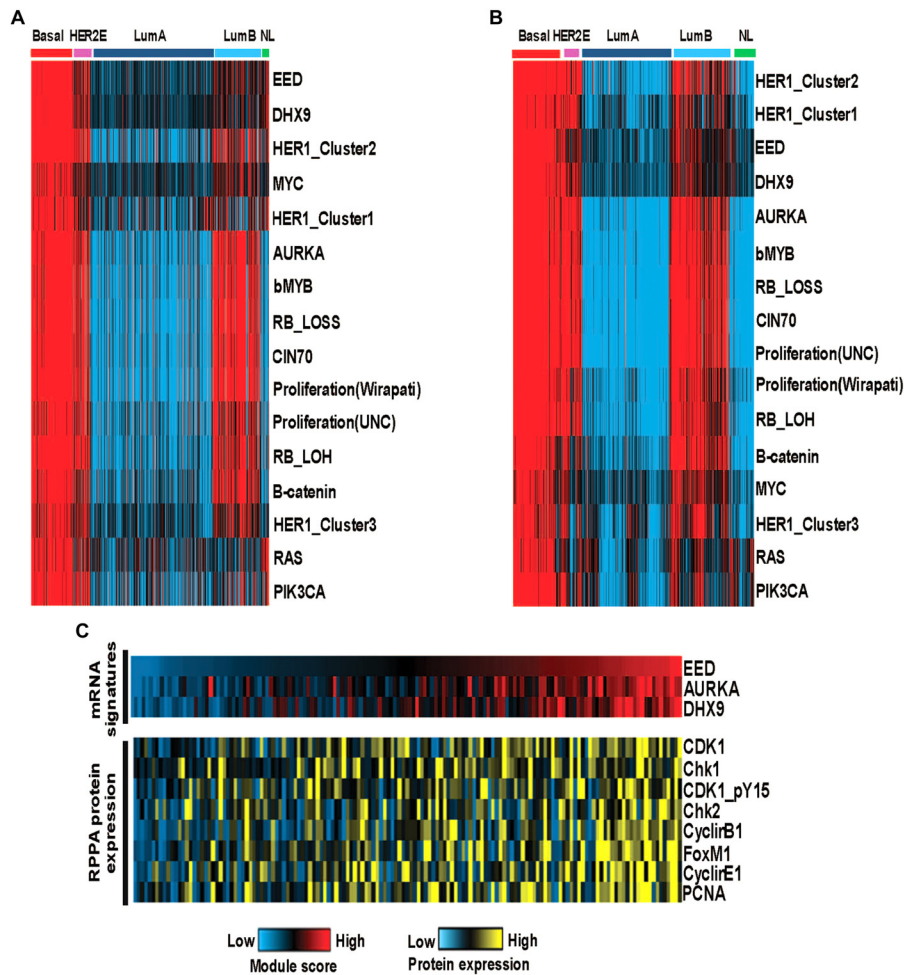 A
Basal HER2E LumA LumB NL
EED
DHX9
HER1_Cluster2
MYC
HER1_Cluster1
AURKA
bMYB
RB_LOSS
CIN70
Proliferation(Wirapati)
Proliferation(UNC)
RB_LOH
B-catenin
HER1_Cluster3
RAS
PIK3CA
B
Basal HER2E LumA LumB NL
HER1_Cluster2
HER1_Cluster1
EED
DHX9
AURKA
bMYB
RB_LOSS
CIN70
Proliferation(UNC)
Proliferation(Wirapati)
RB_LOH
B-catenin
MYC
HER1_Cluster3
RAS
PIK3CA
C
mRNA
signatures
EED
AURKA
DHX9
RPPA protein
expression
CDK1
Chk1
CDK1_pY15
Chk2
CyclinB1
FoxM1
CyclinE1
PCNA
Low High
Module score
Low High
Protein expression